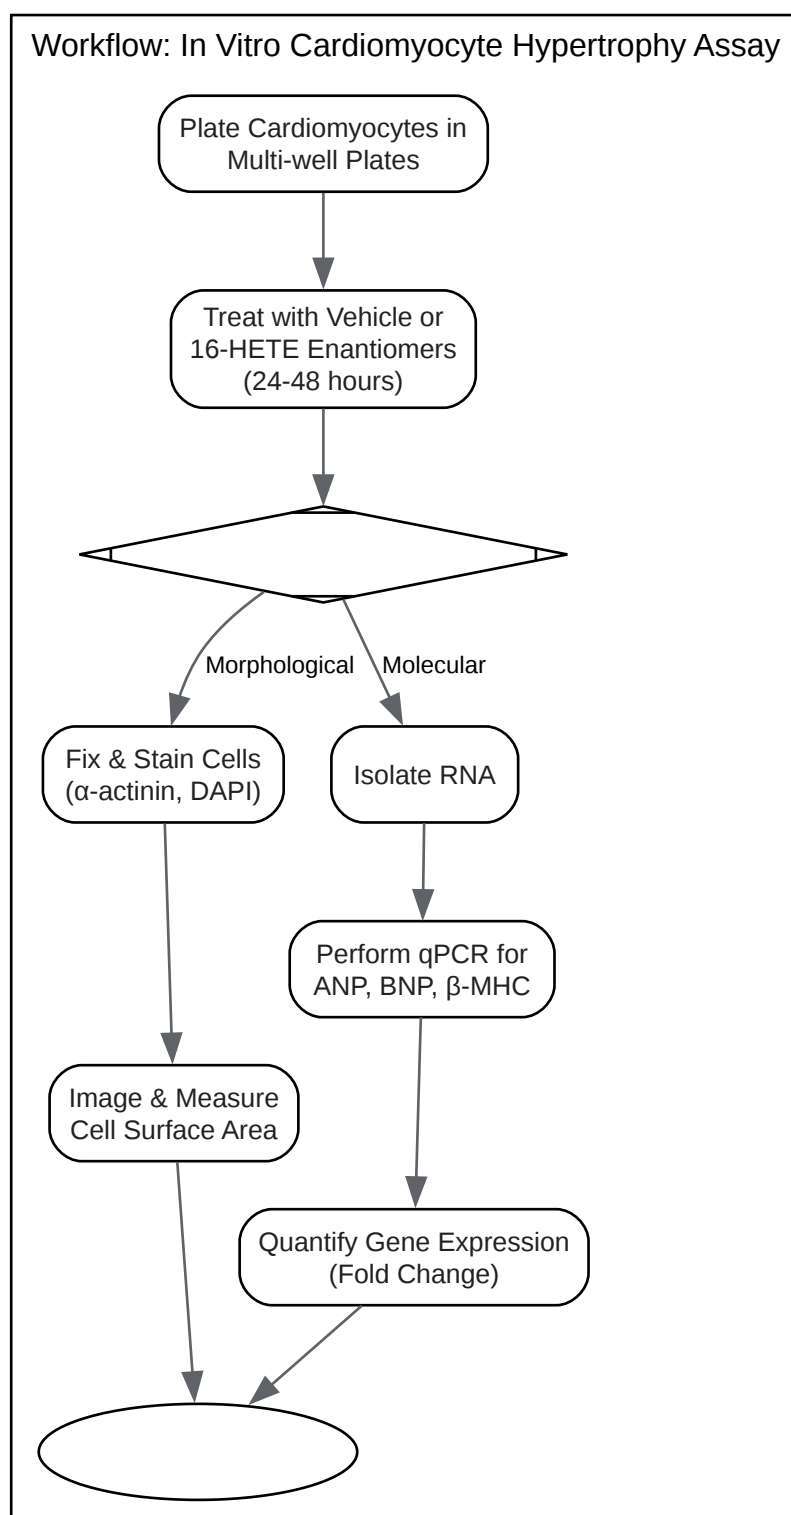 Workflow: In Vitro Cardiomyocyte Hypertrophy Assay
Plate Cardiomyocytes in
Multi-well Plates
Treat with Vehicle or
16-HETE Enantiomers
(24-48 hours)
Morphological
Molecular
Fix & Stain Cells
(α-actinin, DAPI)
Isolate RNA
Perform qPCR for
ANP, BNP, β-MHC
Image & Measure
Cell Surface Area
Quantify Gene Expression
(Fold Change)